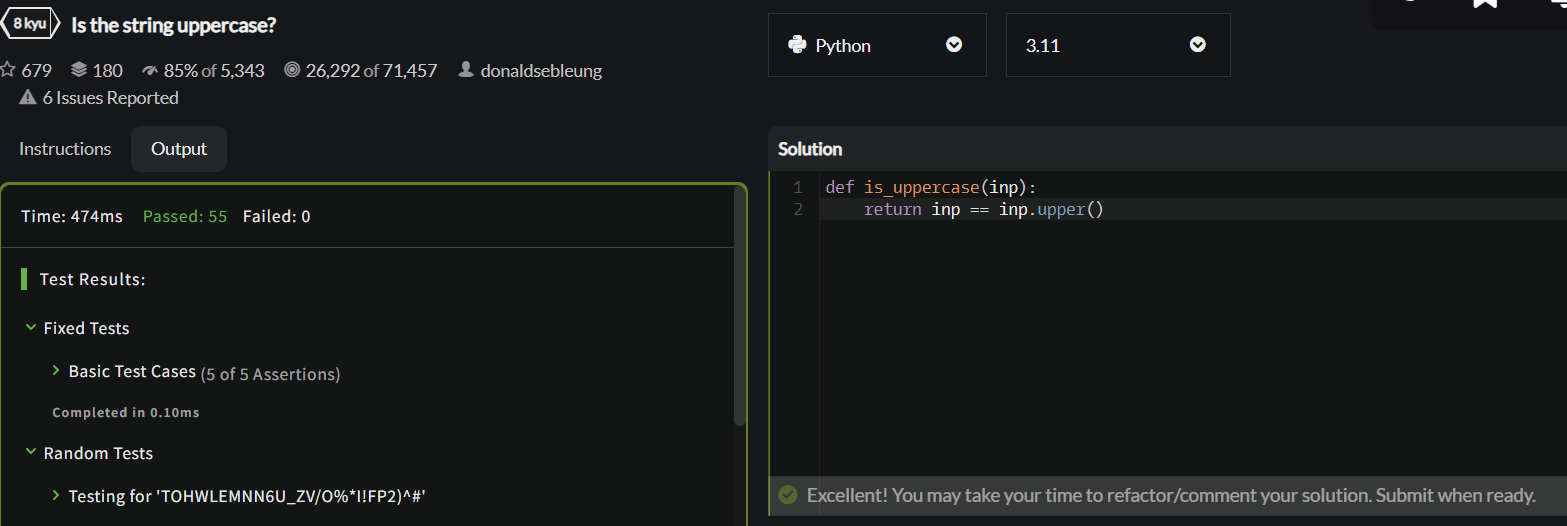 8 kyu Is the string uppercase?
679 180 85% of 5,343 26,292 of 71,457 donaldsebleung
6 Issues Reported
Python 3.11
Instructions Output
Time: 474ms Passed: 55 Failed: 0
Test Results:
Fixed Tests
Basic Test Cases (5 of 5 Assertions)
Completed in 0.10ms
Random Tests
Testing for 'TOHWLEMNN6U_ZV/O%*I!FP2)^#'
Solution
1 def is_uppercase(inp):
2 return inp == inp.upper()
Excellent! You may take your time to refactor/comment your solution. Submit when ready.